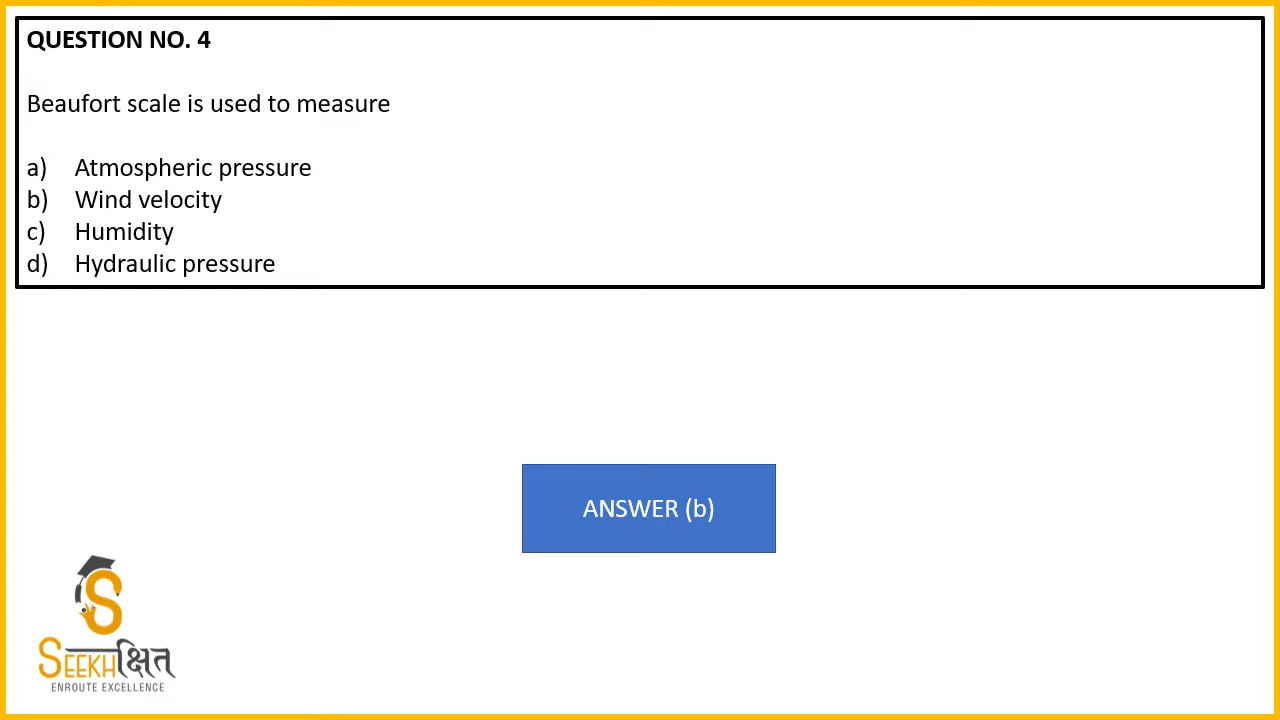 QUESTION NO. 4
Beaufort scale is used to measure
a) Atmospheric pressure
b) Wind velocity
c) Humidity
d) Hydraulic pressure
ANSWER (b)
S
SEEKHक्षित
ENROUTE EXCELLENCE